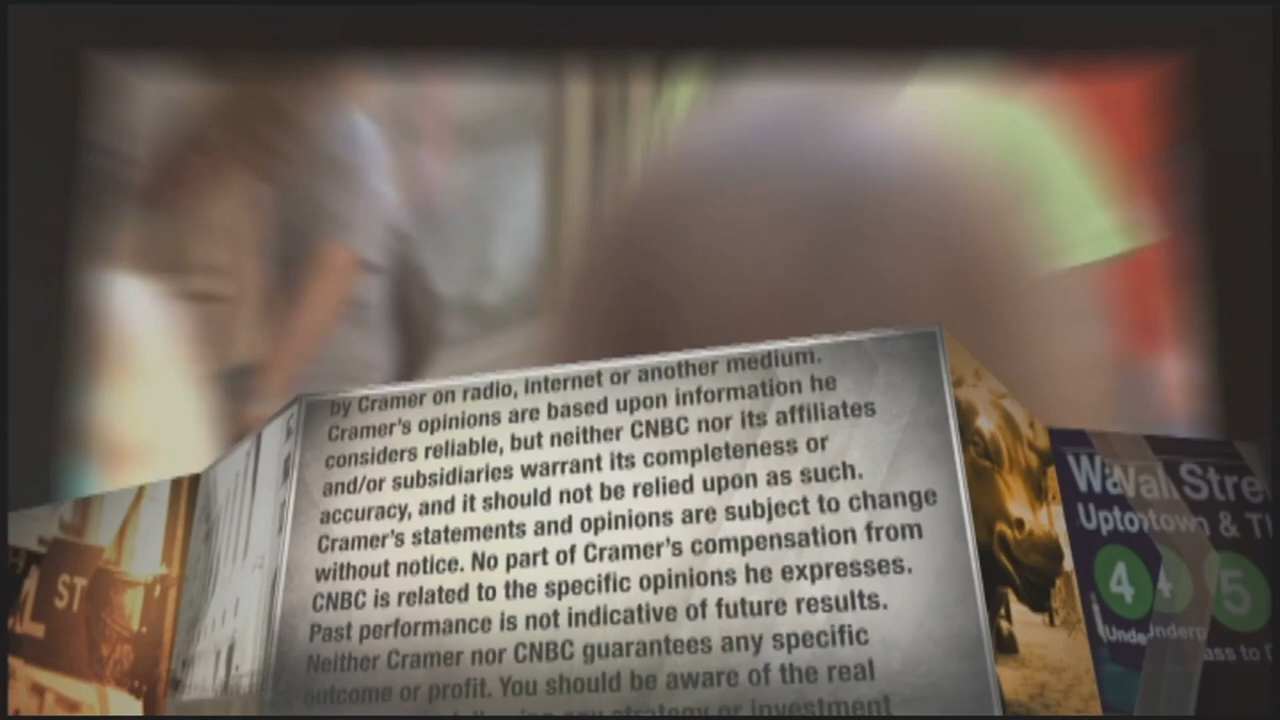 by Cramer on radio, internet or another medium.
Cramer's opinions are based upon information he
considers reliable, but neither CNBC nor its affiliates
and/or subsidiaries warrant its completeness or
accuracy, and it should not be relied upon as such.
Cramer's statements and opinions are subject to change
without notice. No part of Cramer's compensation from
CNBC is related to the specific opinions he expresses.
Past performance is not indicative of future results.
Neither Cramer nor CNBC guarantees any specific
outcome or profit. You should be aware of the real
any strategy or investment
ST
Wall Stre
Uptown & 
4 4 5